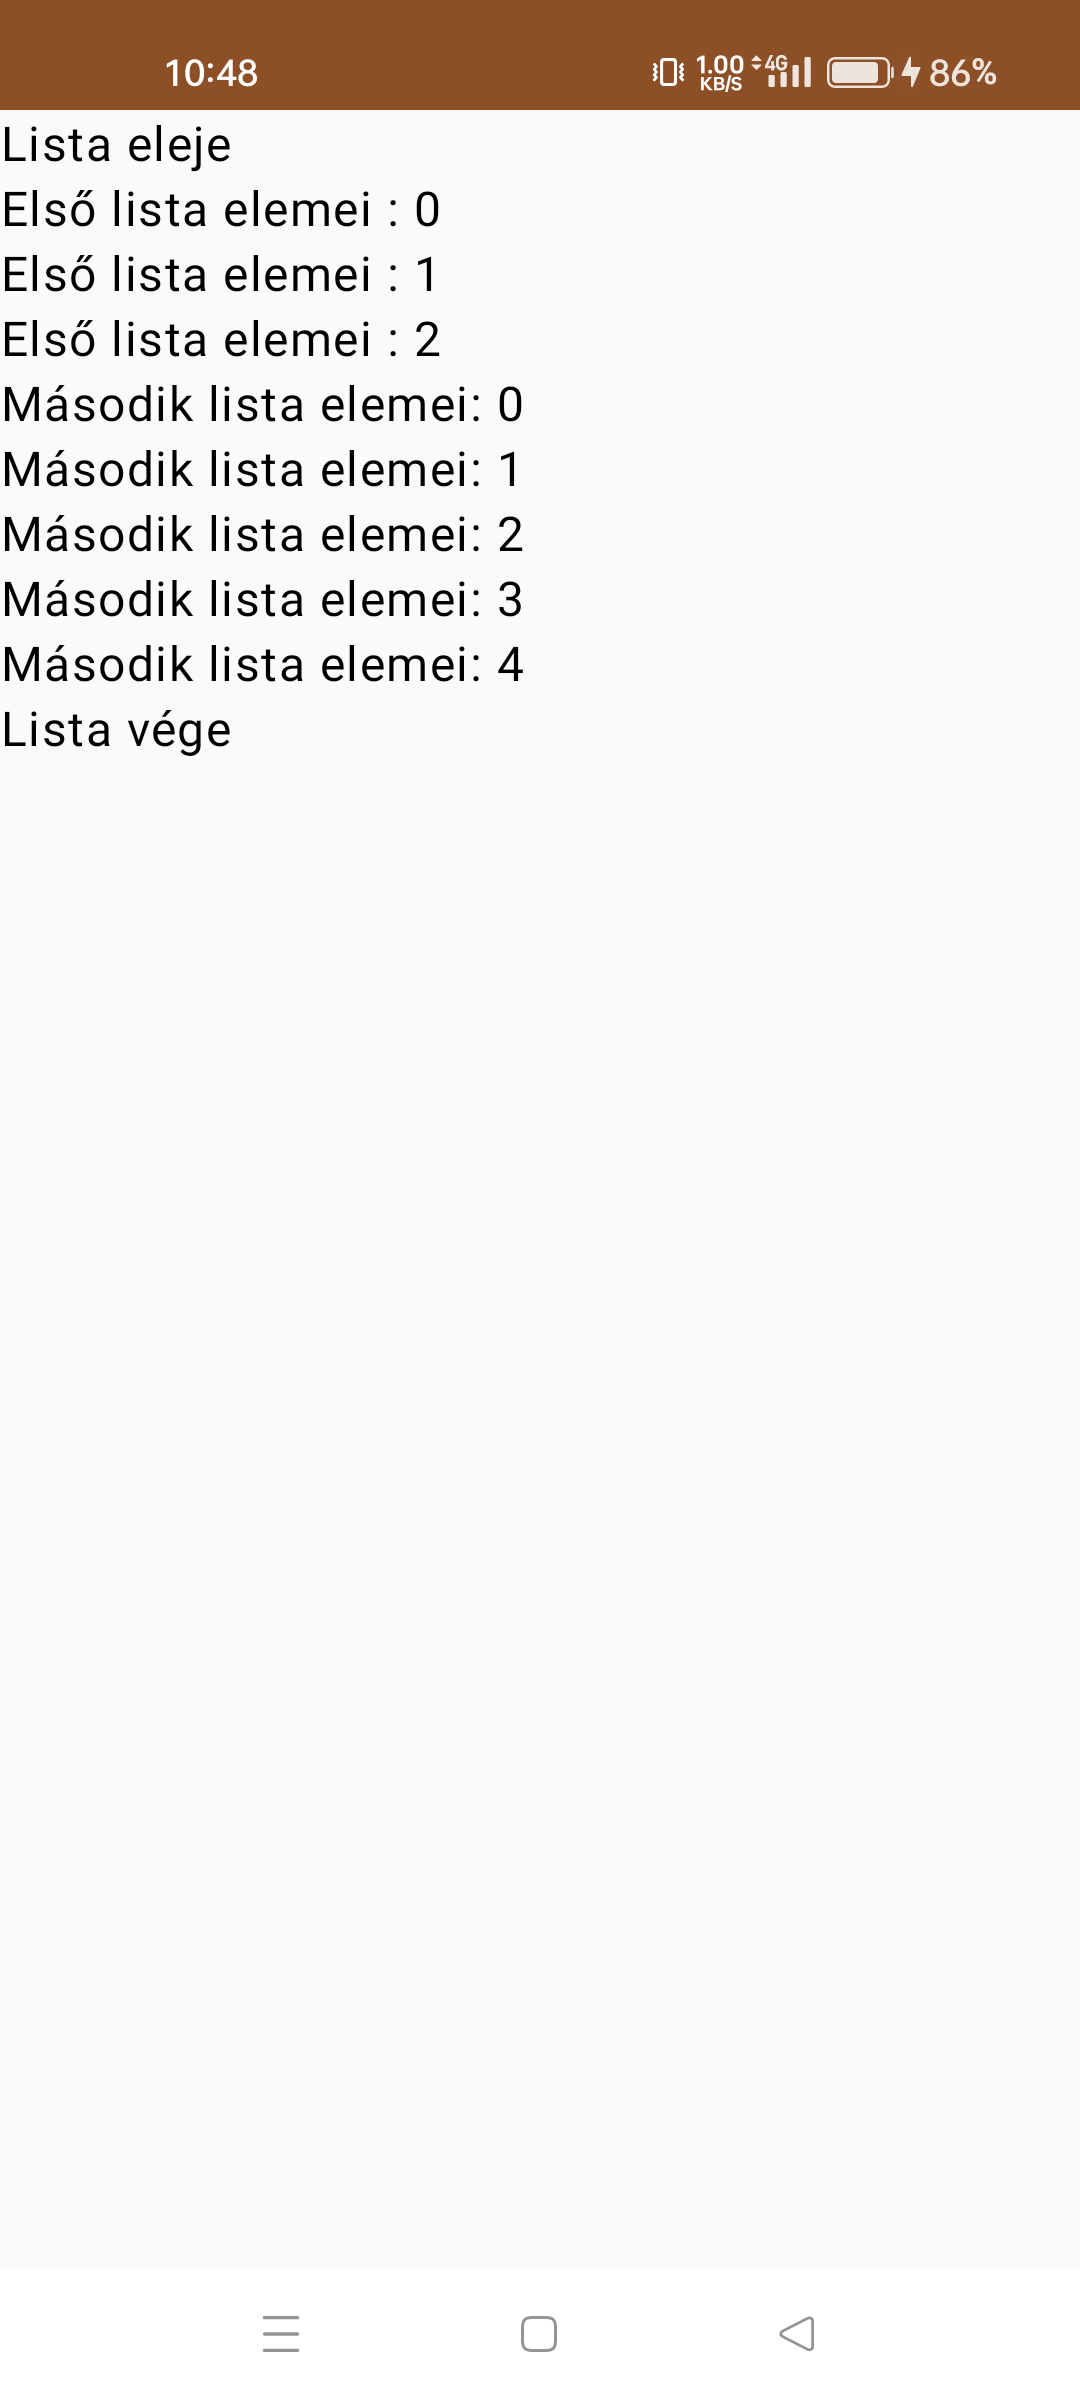 10:48 1.00 KB/S 4G 86%
Lista eleje
Első lista elemei : 0
Első lista elemei : 1
Első lista elemei : 2
Második lista elemei: 0
Második lista elemei: 1
Második lista elemei: 2
Második lista elemei: 3
Második lista elemei: 4
Lista vége